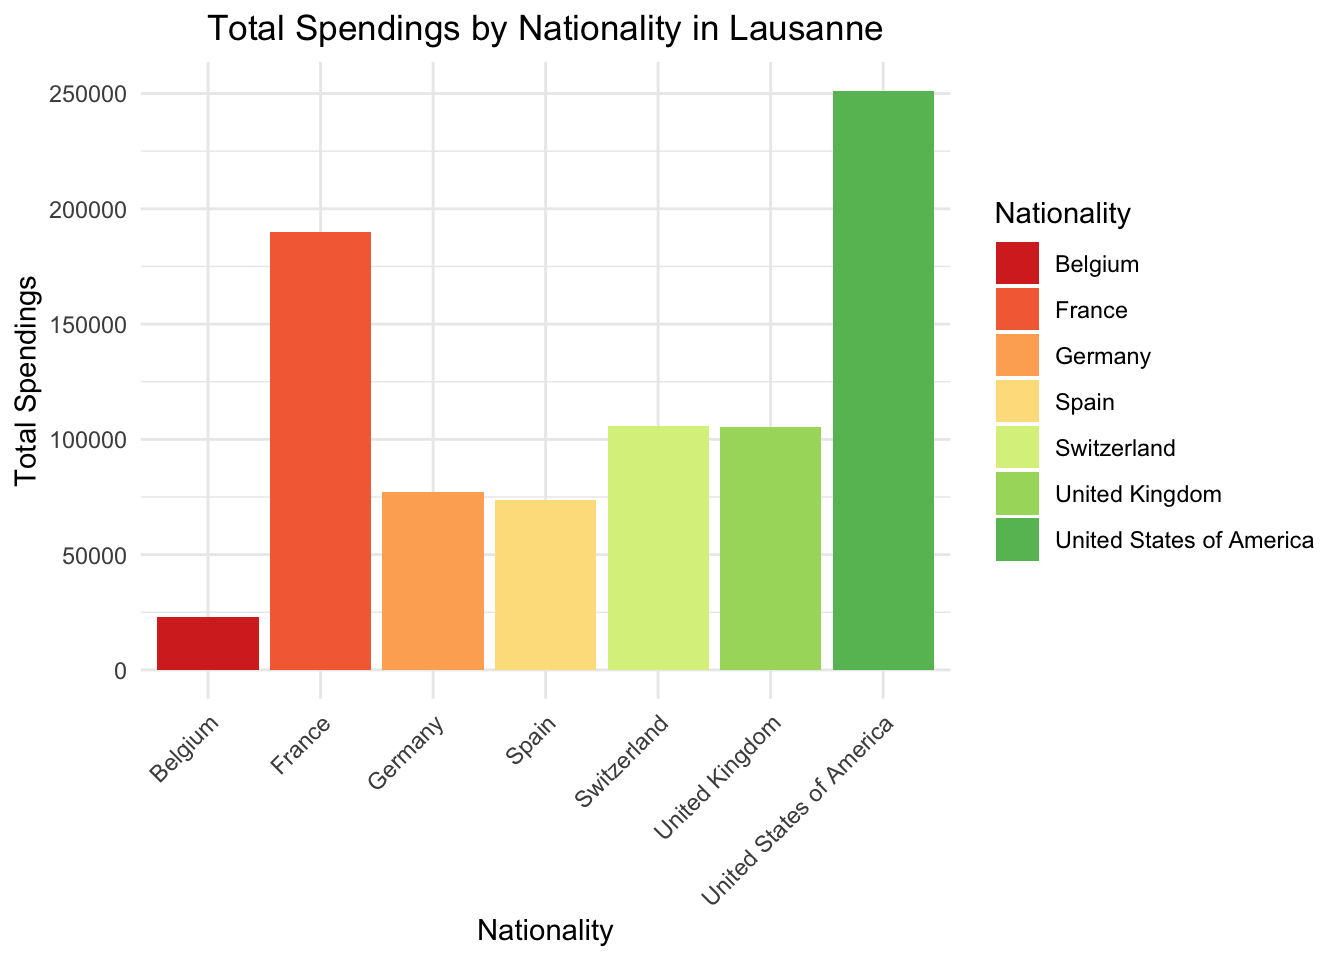 Total Spendings by Nationality in Lausanne
Total Spendings
250000
200000
150000
100000
50000
0
Belgium
France
Germany
Spain
Switzerland
United Kingdom
United States of America
Nationality
Nationality
Belgium
France
Germany
Spain
Switzerland
United Kingdom
United States of America